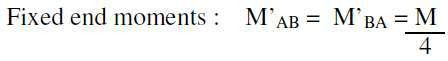 Fixed end moments : M’AB = M’BA = M
4